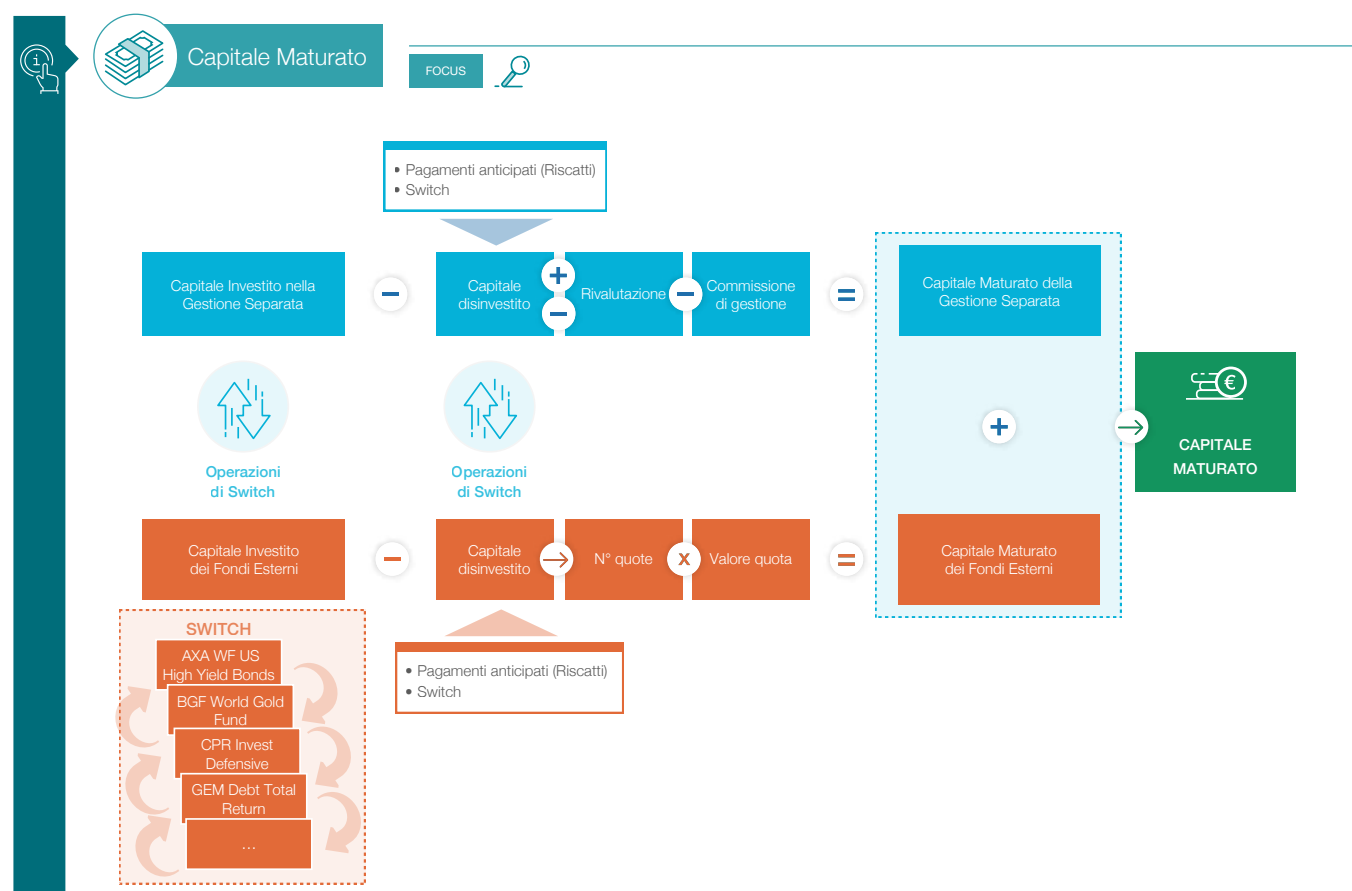 Capitale Maturato
FOCUS
• Pagamenti anticipati (Riscatti)
• Switch
Capitale Investito nella
Gestione Separata
−
Capitale
disinvestito
+
−
Rivalutazione
−
Commissione
di gestione
=
Capitale Maturato della
Gestione Separata
Operazioni
di Switch
Operazioni
di Switch
+
→
€
CAPITALE
MATURATO
Capitale Investito
dei Fondi Esterni
−
Capitale
disinvestito
→
N° quote
x
Valore quota
=
Capitale Maturato
dei Fondi Esterni
SWITCH
AXA WF US
High Yield Bonds
BGF World Gold
Fund
CPR Invest
Defensive
GEM Debt Total
Return
...
• Pagamenti anticipati (Riscatti)
• Switch